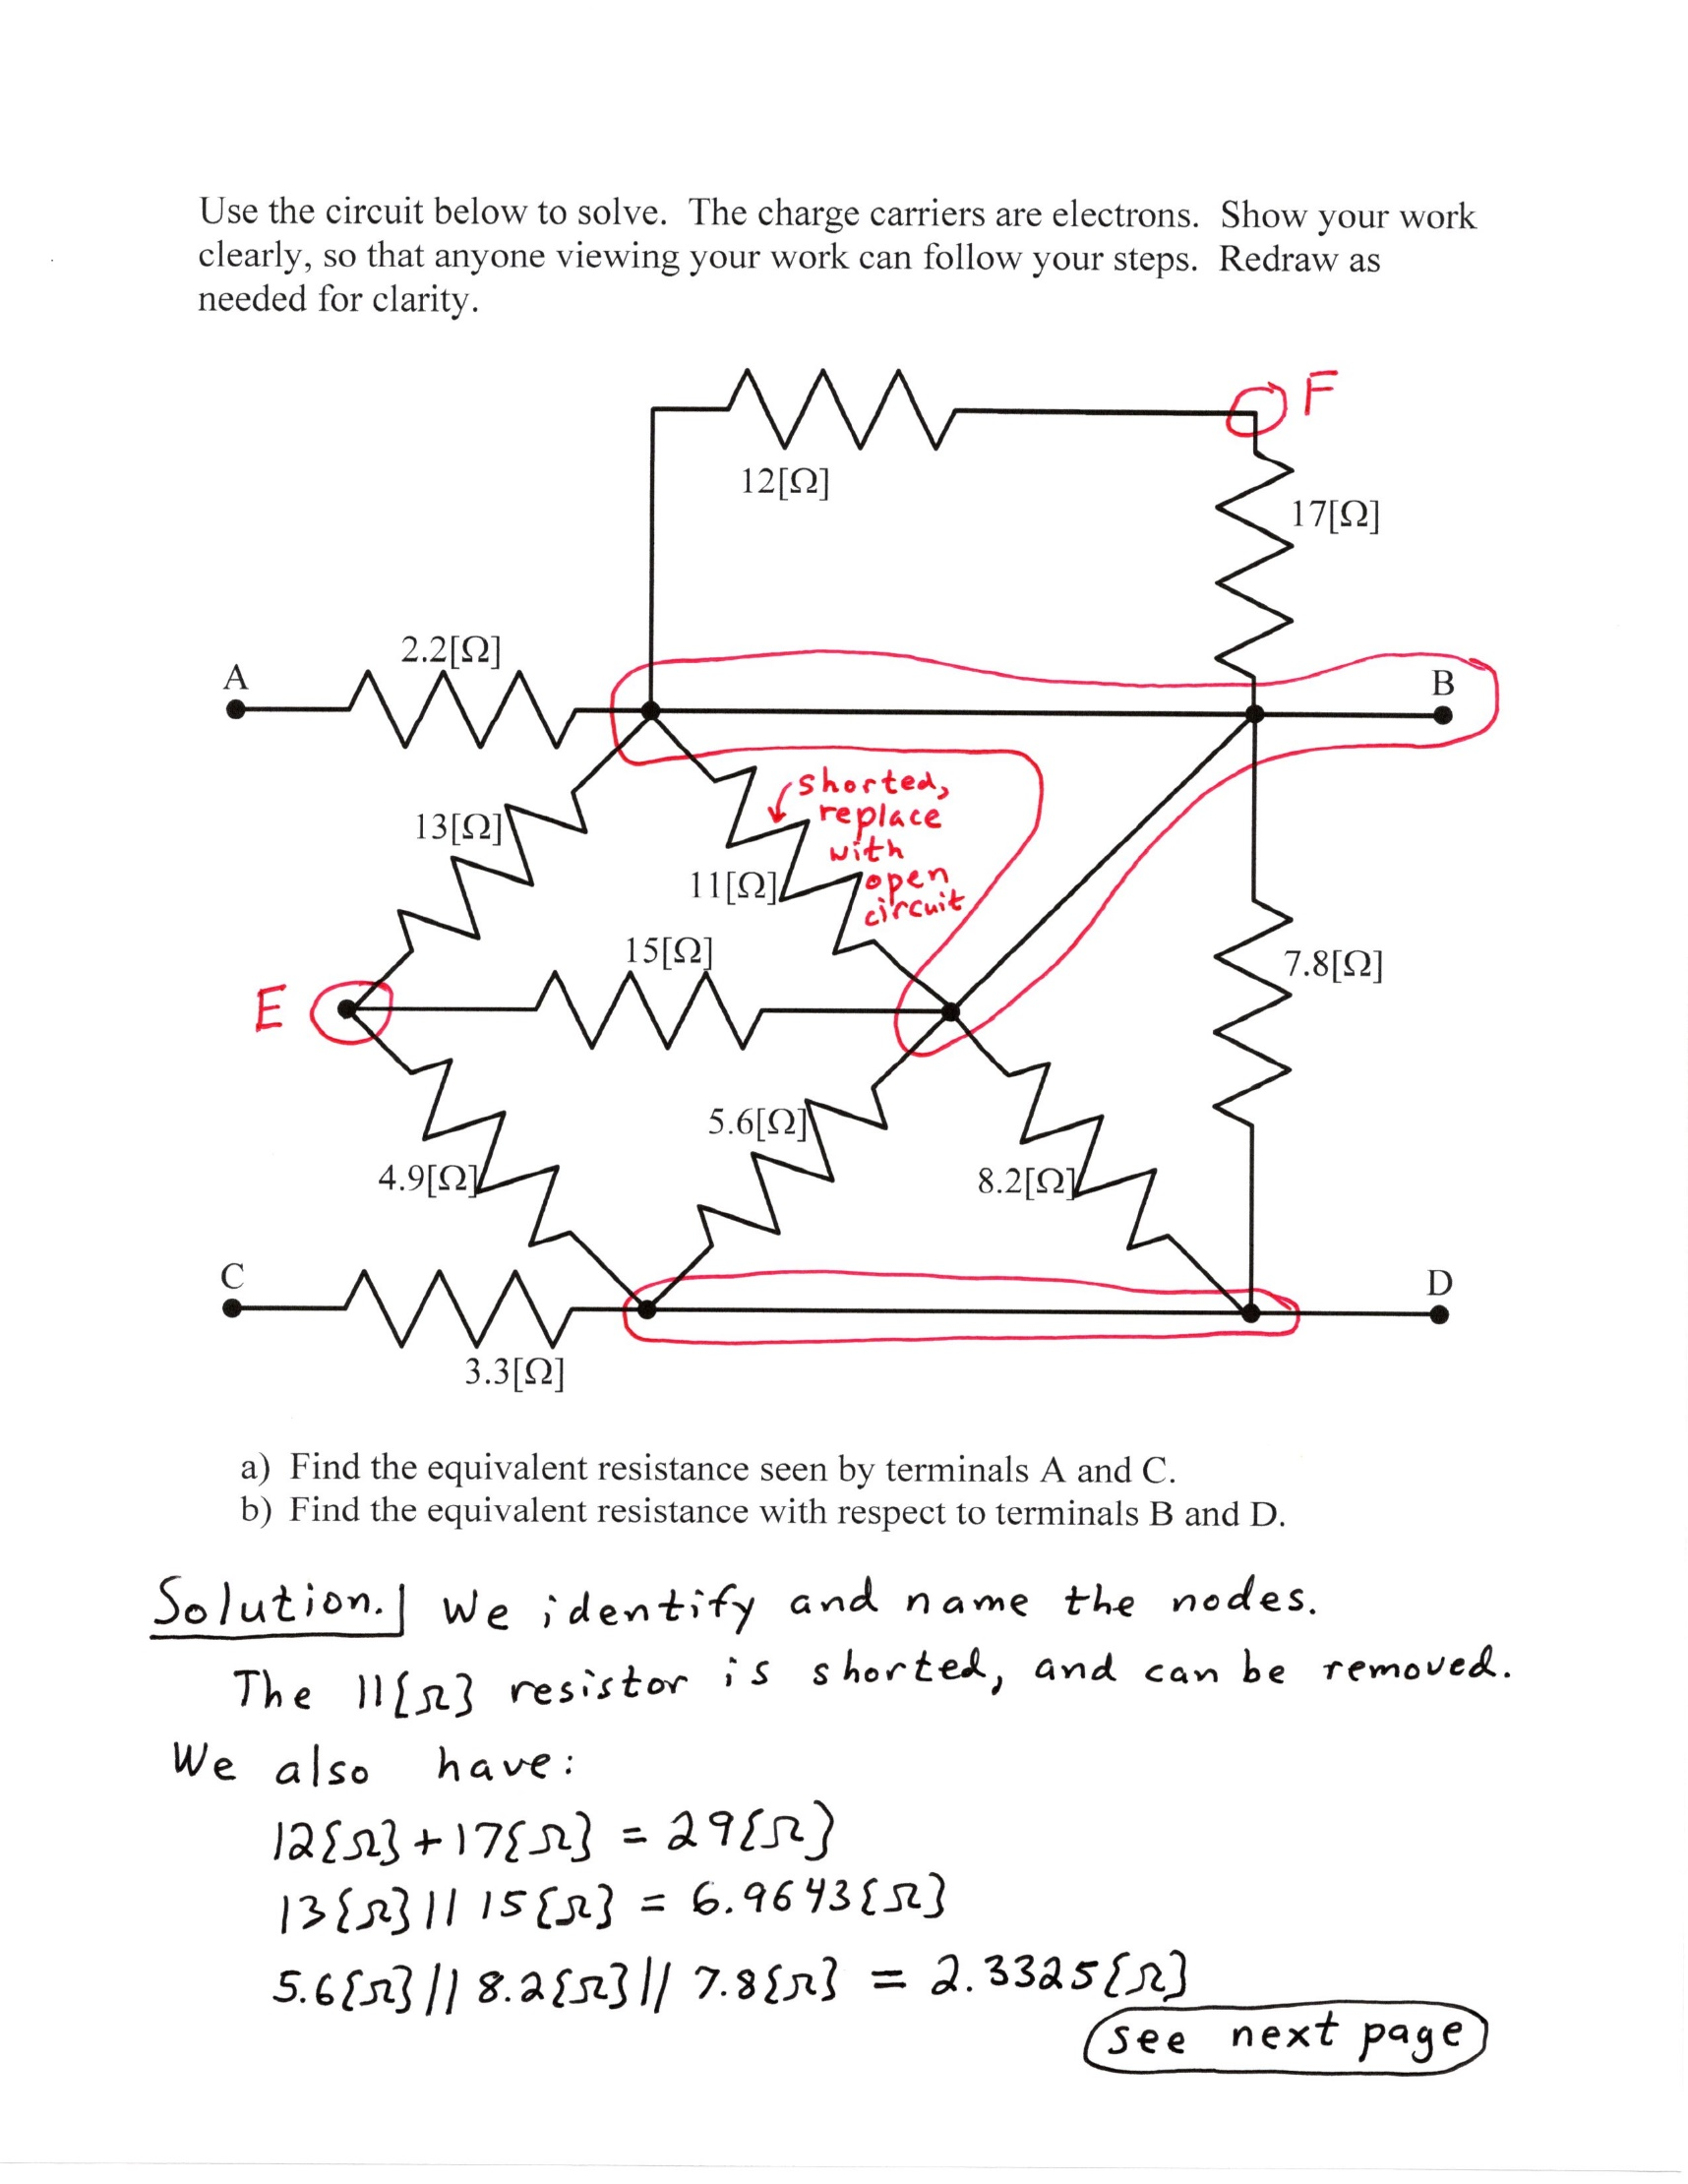 Use the circuit below to solve.  The charge carriers are electrons.  Show your work
clearly, so that anyone viewing your work can follow your steps.  Redraw as
needed for clarity.
F
12[Ω]
17[Ω]
2.2[Ω]
A
B
shorted,
replace
with
open
circuit
13[Ω]
11[Ω]
15[Ω]
7.8[Ω]
E
5.6[Ω]
4.9[Ω]
8.2[Ω]
C
D
3.3[Ω]
a) Find the equivalent resistance seen by terminals A and C.
b) Find the equivalent resistance with respect to terminals B and D.
Solution. We identify and name the nodes.
The 11{Ω} resistor is shorted, and can be removed.
We also have:
12{Ω}+17{Ω} = 29{Ω}
13{Ω}||15{Ω} = 6.9643{Ω}
5.6{Ω}||8.2{Ω}||7.8{Ω} = 2.3325{Ω}
see next page